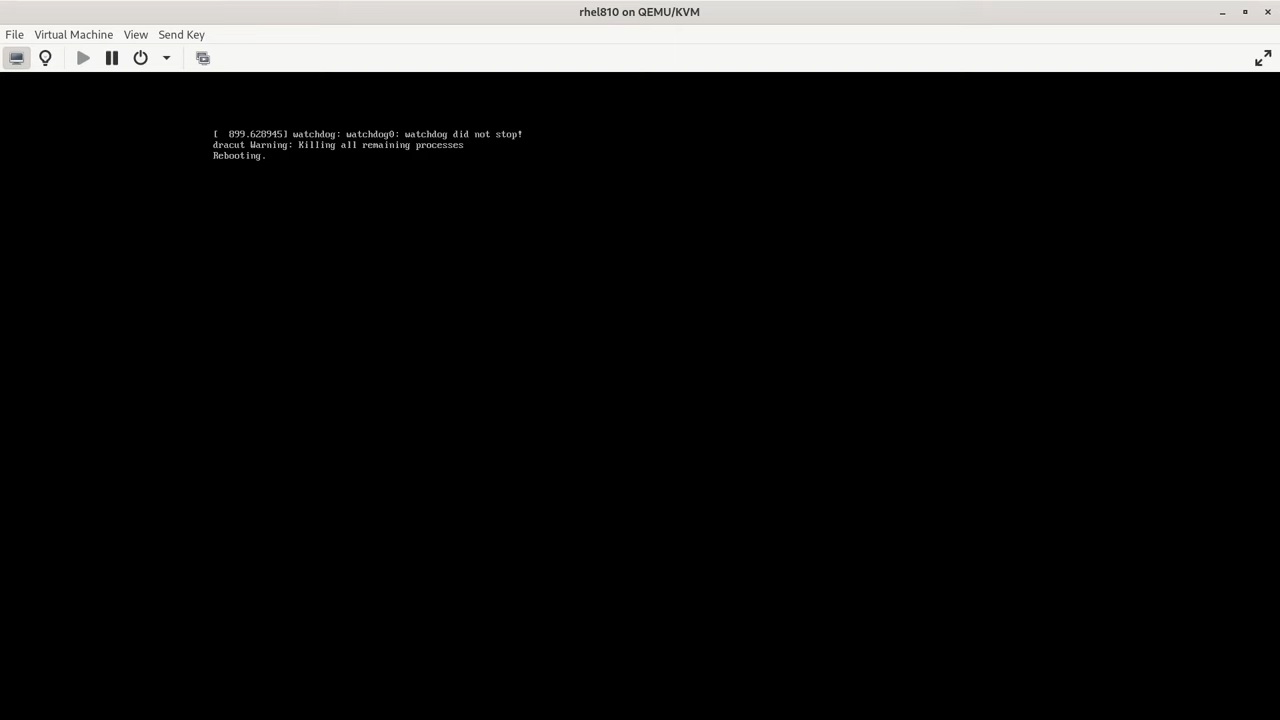 rhel810 on QEMU/KVM
File Virtual Machine View Send Key
[  899.628945] watchdog: watchdog0: watchdog did not stop!
dracut Warning: Killing all remaining processes
Rebooting.